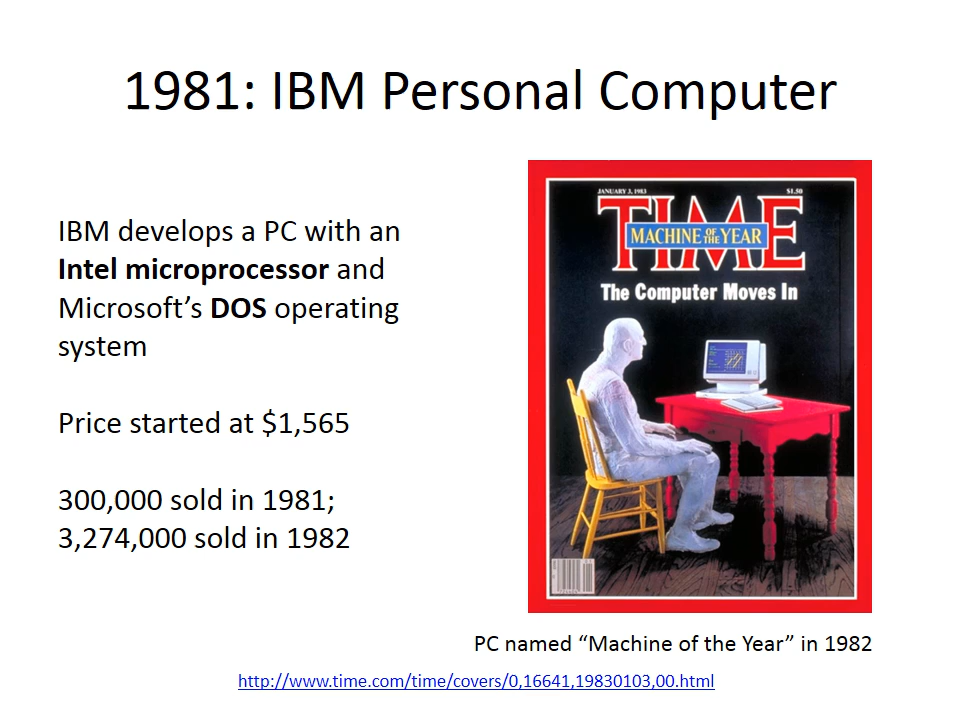 1981: IBM Personal Computer
IBM develops a PC with an
Intel microprocessor and
Microsoft’s DOS operating
system
Price started at $1,565
300,000 sold in 1981;
3,274,000 sold in 1982
JANUARY 3, 1983
$1.50
TIME
MACHINE OF THE YEAR
The Computer Moves In
PC named “Machine of the Year” in 1982
http://www.time.com/time/covers/0,16641,19830103,00.html